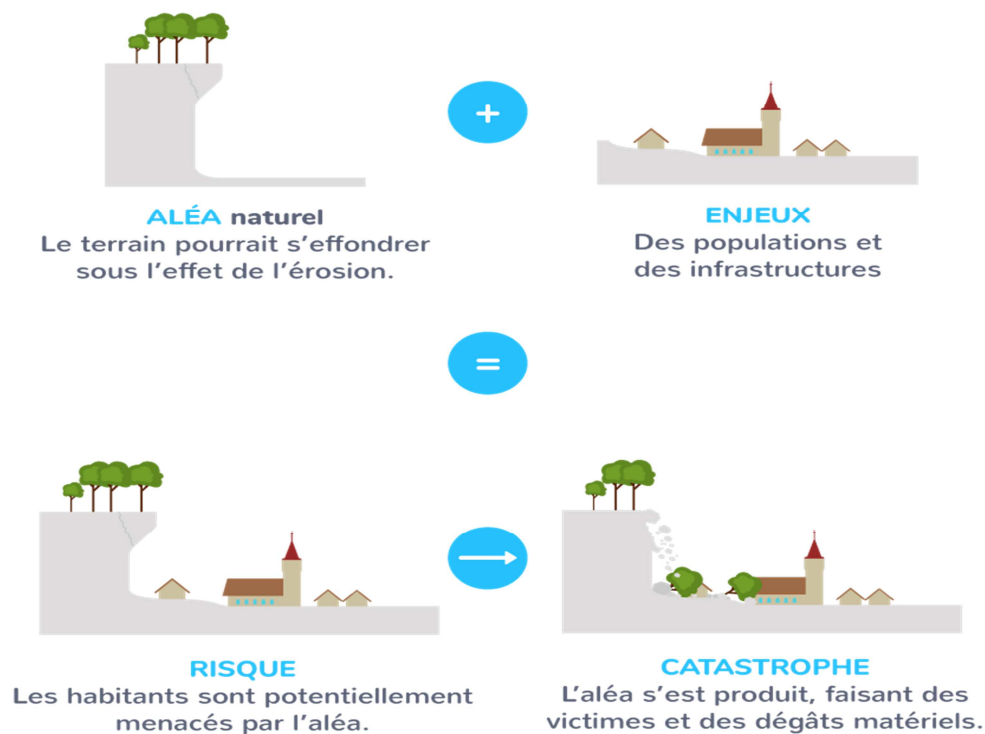 +
ALÉA naturel
Le terrain pourrait s’effondrer
sous l’effet de l’érosion.
ENJEUX
Des populations et
des infrastructures
=
RISQUE
Les habitants sont potentiellement
menacés par l’aléa.
CATASTROPHE
L’aléa s’est produit, faisant des
victimes et des dégâts matériels.